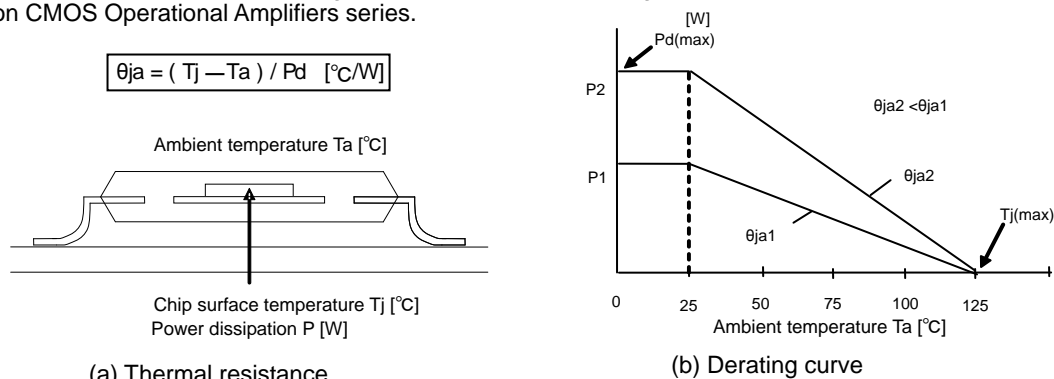 on CMOS Operational Amplifiers series.
θja = ( Tj —Ta ) / Pd [°C/W]
Ambient temperature Ta [°C]
Chip surface temperature Tj [°C]
Power dissipation P [W]
(a) Thermal resistance
[W]
Pd(max)
P2
θja2 <θja1
P1
θja2
Tj(max)
θja1
0 25 50 75 100 125
Ambient temperature Ta [°C]
(b) Derating curve